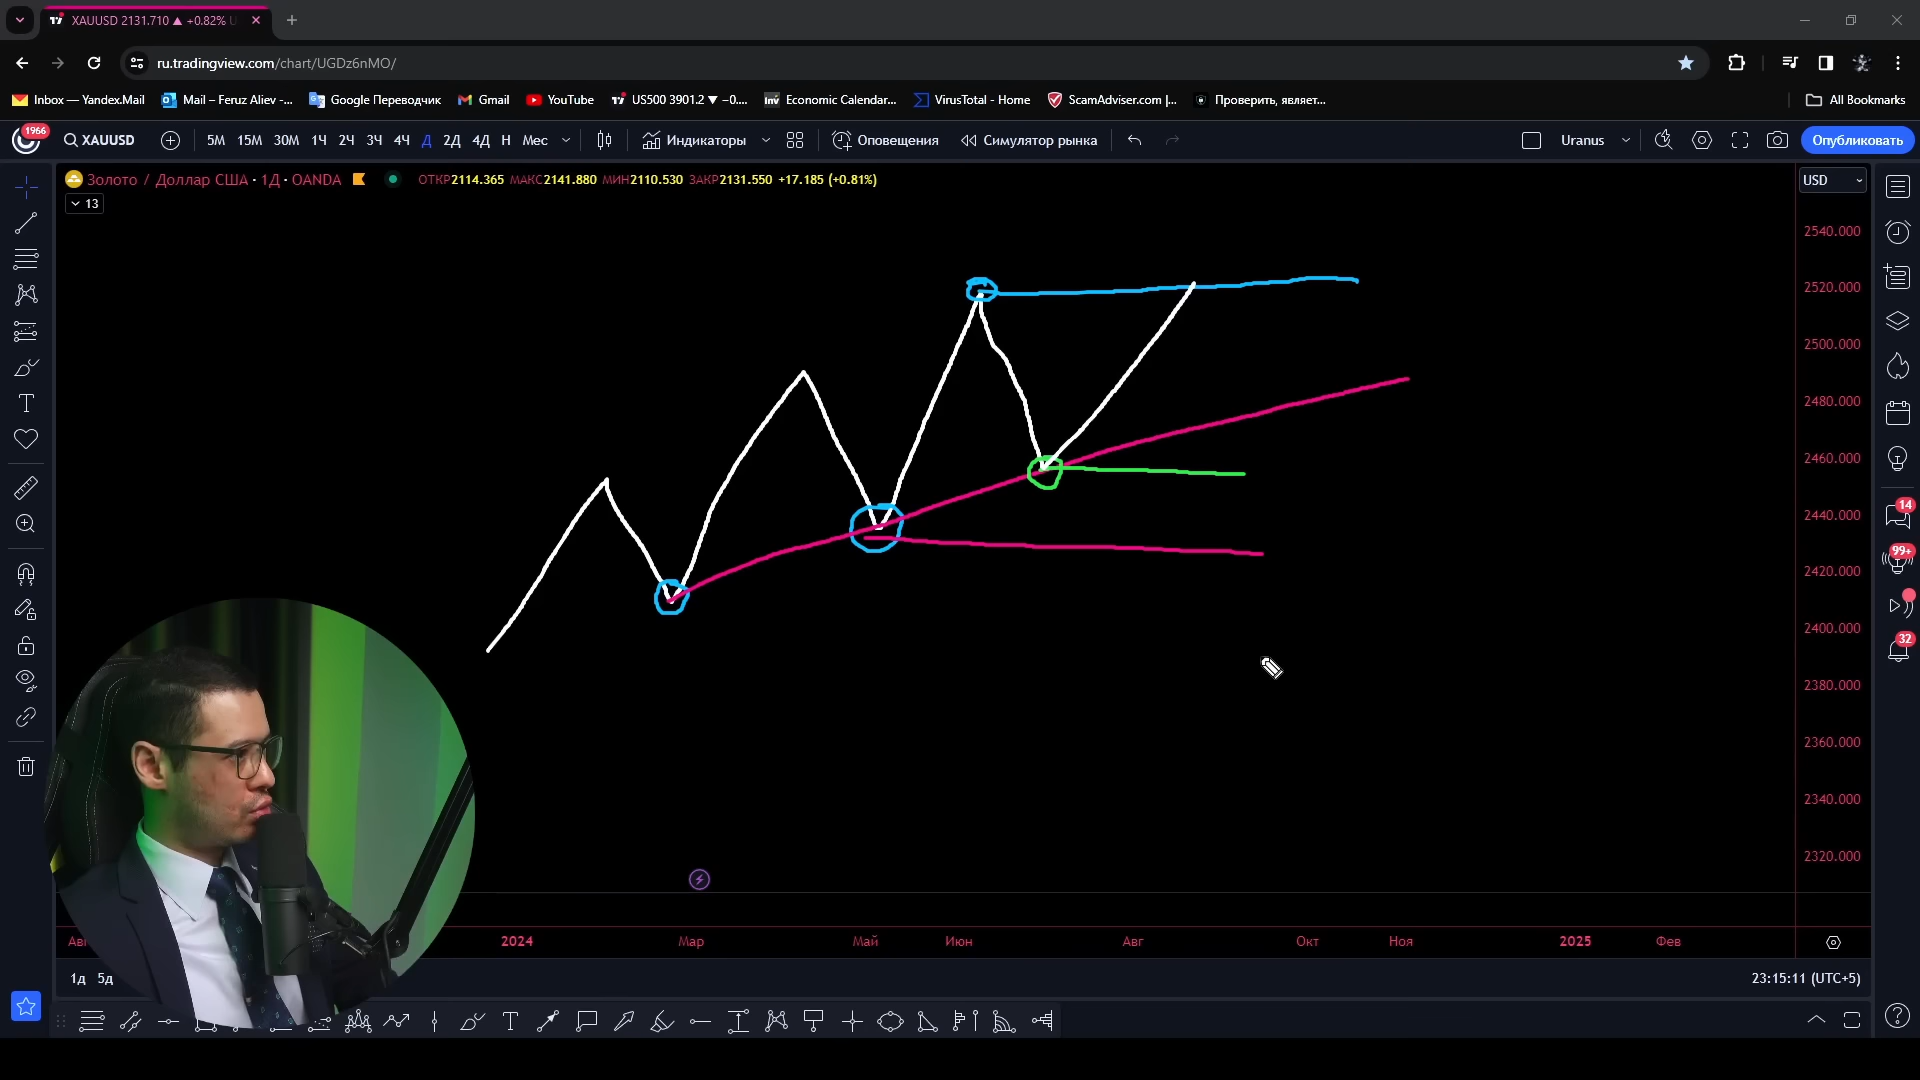 XAUUSD 2131.710 ▲ +0.82% U
ru.tradingview.com/chart/UGDz6nMO/
Inbox — Yandex.Mail
Mail – Feruz Aliev -...
Google Переводчик
Gmail
YouTube
US500 3901.2 ▼ −0....
Inv Economic Calendar...
VirusTotal - Home
ScamAdviser.com |...
Проверить, являет...
All Bookmarks
1966
XAUUSD
5М 15М 30М 1Ч 2Ч 3Ч 4Ч Д 2Д 4Д Н Мес
Индикаторы
Оповещения
Симулятор рынка
Uranus
Опубликовать
Золото / Доллар США · 1Д · OANDA
ОТКР2114.365 МАКС2141.880 МИН2110.530 ЗАКР2131.550 +17.185 (+0.81%)
USD
13
2540.000
2520.000
2500.000
2480.000
2460.000
2440.000
2420.000
2400.000
2380.000
2360.000
2340.000
2320.000
14
99+
32
2024 Мар Май Июн Авг Окт Ноя 2025 Фев
1д 5д
23:15:11 (UTC+5)